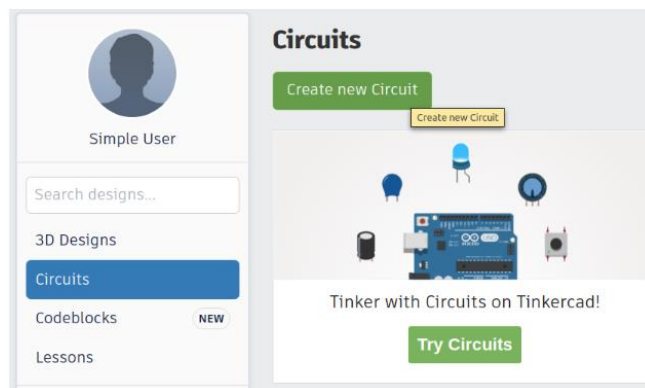 Simple User
Search designs...
3D Designs
Circuits
Codeblocks NEW
Lessons
Circuits
Create new Circuit
Create new Circuit
Tinker with Circuits on Tinkercad!
Try Circuits